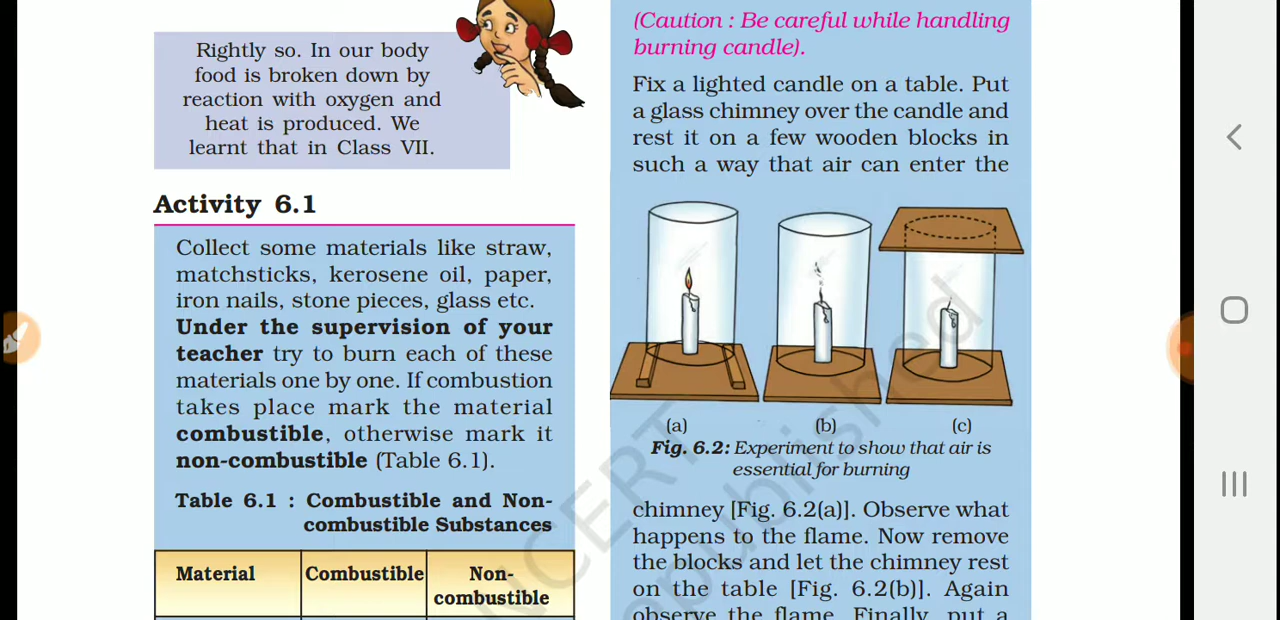 Rightly so. In our body
food is broken down by
reaction with oxygen and
heat is produced. We
learnt that in Class VII.
Activity 6.1
Collect some materials like straw,
matchsticks, kerosene oil, paper,
iron nails, stone pieces, glass etc.
Under the supervision of your
teacher try to burn each of these
materials one by one. If combustion
takes place mark the material
combustible, otherwise mark it
non-combustible (Table 6.1).
Table 6.1 : Combustible and Non-
combustible Substances
Material Combustible Non-
combustible
(Caution : Be careful while handling
burning candle).
Fix a lighted candle on a table. Put
a glass chimney over the candle and
rest it on a few wooden blocks in
such a way that air can enter the
(a) (b) (c)
Fig. 6.2: Experiment to show that air is
essential for burning
chimney [Fig. 6.2(a)]. Observe what
happens to the flame. Now remove
the blocks and let the chimney rest
on the table [Fig. 6.2(b)]. Again
observe the flame. Finally, put a
NCERT
republished